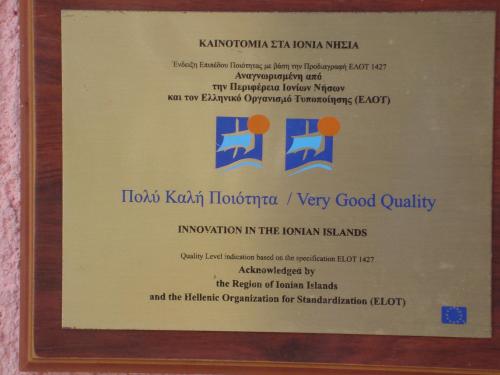 ΚΑΙΝΟΤΟΜΙΑ ΣΤΑ ΙΟΝΙΑ ΝΗΣΙΑ
Ένδειξη Επιπέδου Ποιότητας με βάση την Προδιαγραφή ΕΛΟΤ 1427
Αναγνωρισμένη από
την Περιφέρεια Ιονίων Νήσων
και τον Ελληνικό Οργανισμό Τυποποίησης (ΕΛΟΤ)
Πολύ Καλή Ποιότητα / Very Good Quality
INNOVATION IN THE IONIAN ISLANDS
Quality Level indication based on the specification ELOT 1427
Acknowledged by
the Region of Ionian Islands
and the Hellenic Organization for Standardization (ELOT)